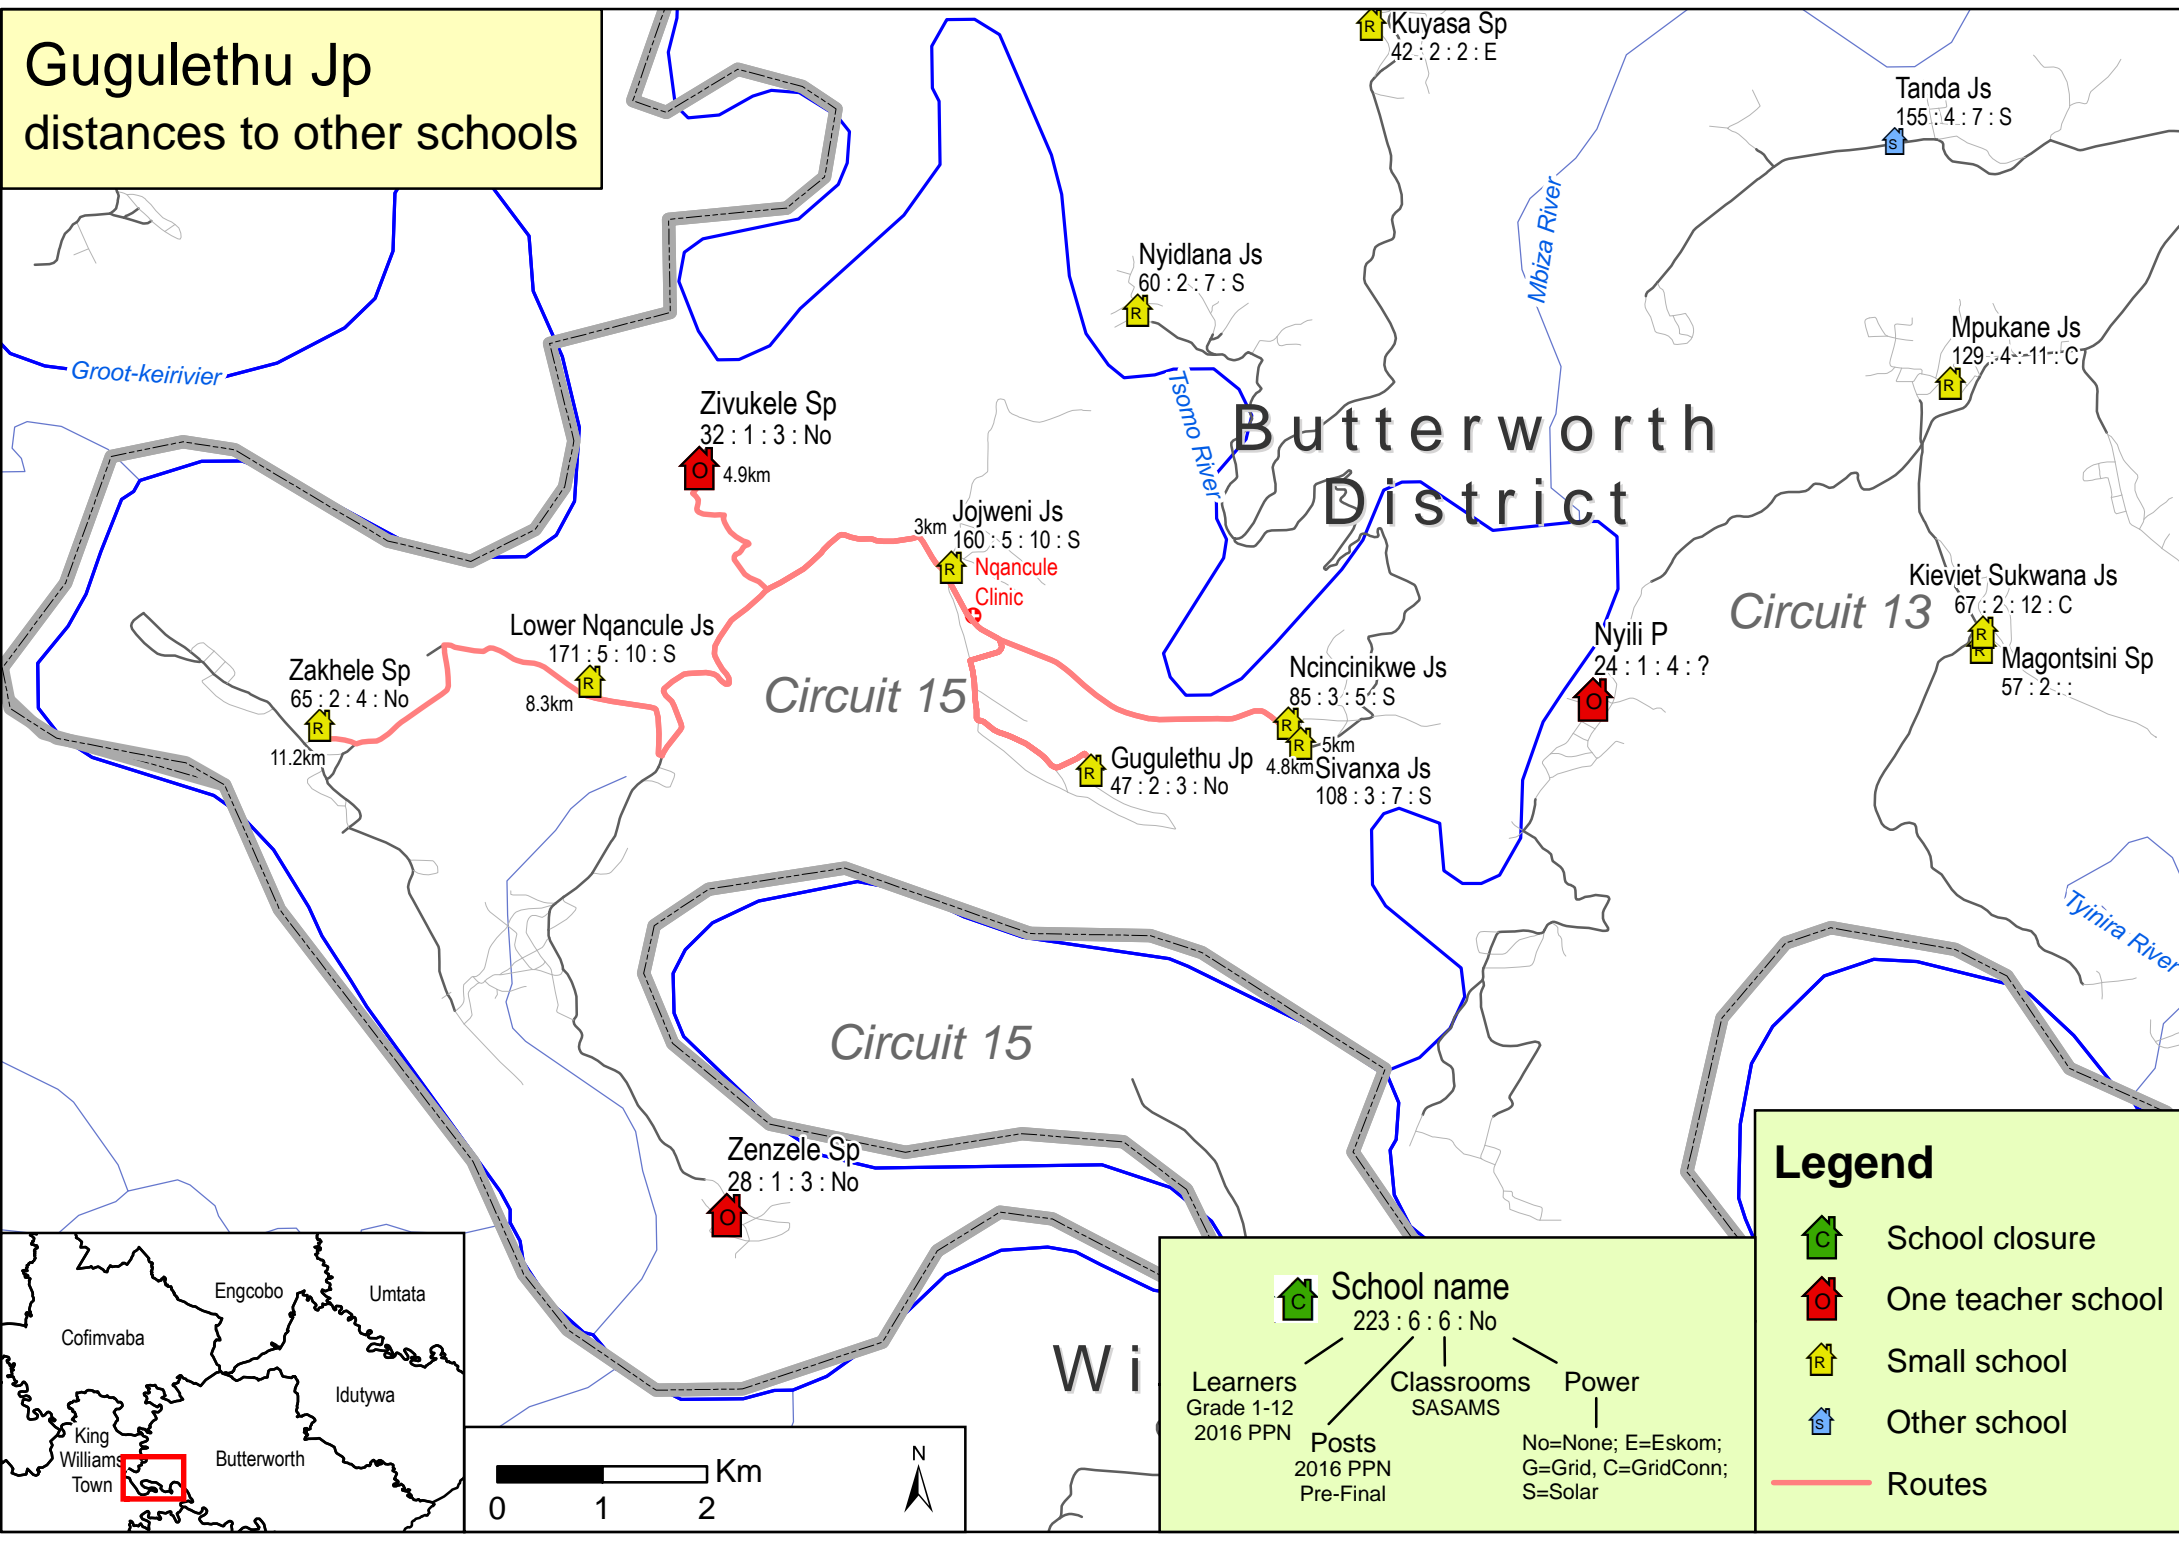 Gugulethu Jp
distances to other schools
Kuyasa Sp
42 : 2 : 2 : E
Tanda Js
155 : 4 : 7 : S
S
R
Mbiza River
Nyidlana Js
60 : 2 : 7 : S
R
Mpukane Js
129 : 4 : 11 : C
R
Groot-keirivier
Tsomo River
Zivukele Sp
32 : 1 : 3 : No
O
4.9km
Butterworth
District
3km
Jojweni Js
160 : 5 : 10 : S
R
Nqancule
Clinic
Kieviet Sukwana Js
67 : 2 : 12 : C
R
Circuit 13
Lower Nqancule Js
171 : 5 : 10 : S
R
8.3km
Nyili P
24 : 1 : 4 : ?
O
Magontsini Sp
57 : 2 : :
R
Zakhele Sp
65 : 2 : 4 : No
R
11.2km
Circuit 15
Ncincinikwe Js
85 : 3 : 5 : S
R
R
5km
4.8km
Sivanxa Js
108 : 3 : 7 : S
Gugulethu Jp
47 : 2 : 3 : No
R
Tyinira River
Circuit 15
Zenzele Sp
28 : 1 : 3 : No
O
Wi
Engcobo
Umtata
Cofimvaba
Idutywa
King
Williams
Town
Butterworth
Km
0 1 2
N
C
School name
223 : 6 : 6 : No
Learners
Grade 1-12
2016 PPN
Posts
2016 PPN
Pre-Final
Classrooms
SASAMS
Power
No=None; E=Eskom;
G=Grid, C=GridConn;
S=Solar
Legend
C School closure
O One teacher school
R Small school
S Other school
Routes